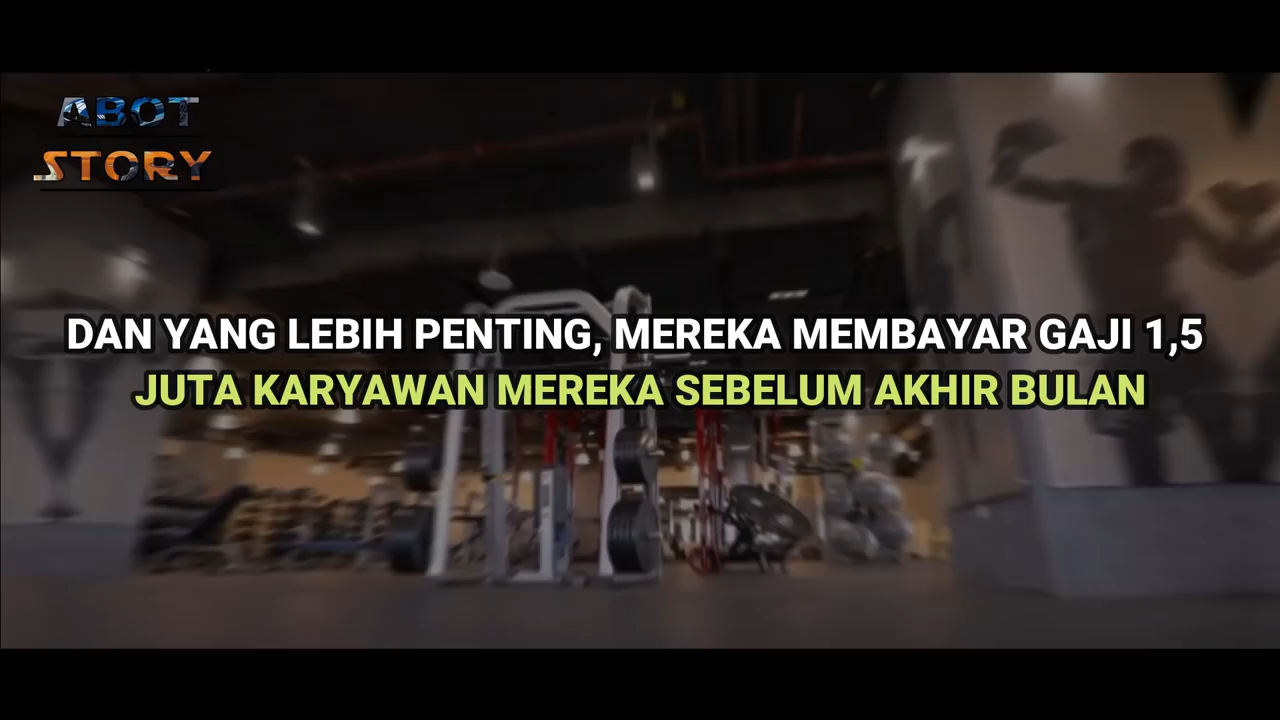 ABOT
STORY
DAN YANG LEBIH PENTING, MEREKA MEMBAYAR GAJI 1,5
JUTA KARYAWAN MEREKA SEBELUM AKHIR BULAN